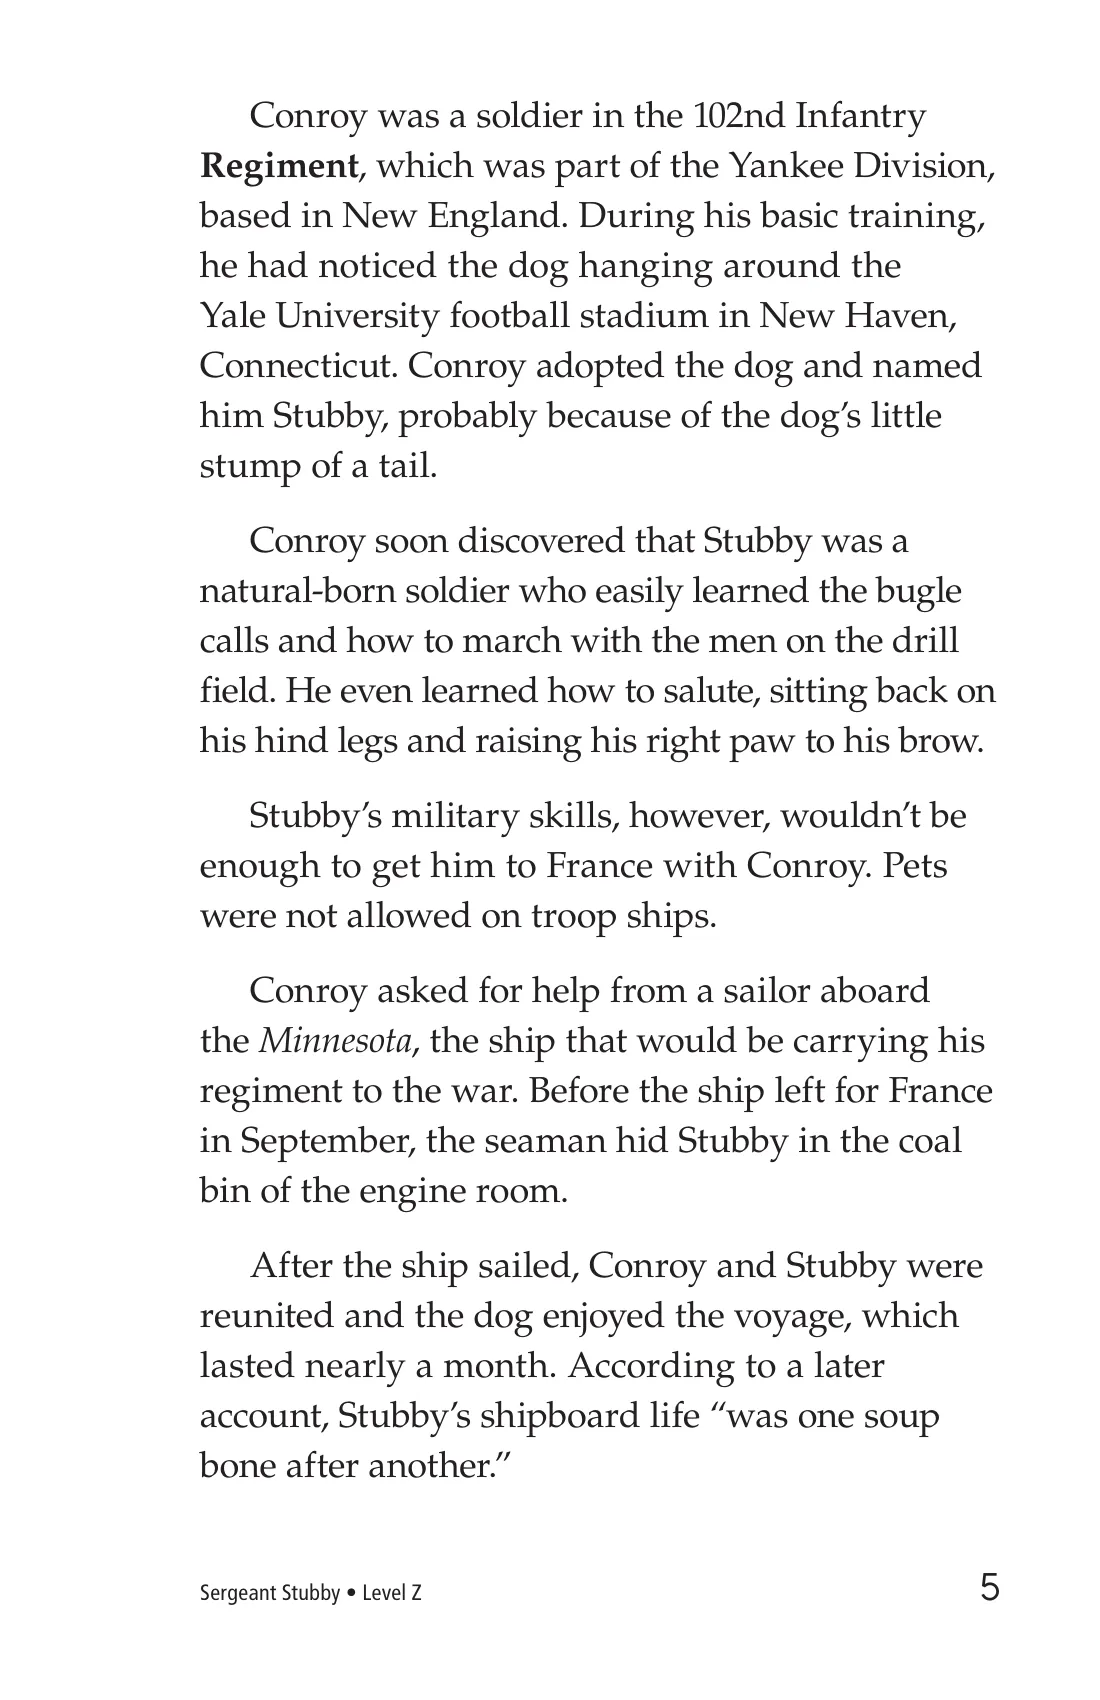 Conroy was a soldier in the 102nd Infantry
Regiment, which was part of the Yankee Division,
based in New England. During his basic training,
he had noticed the dog hanging around the
Yale University football stadium in New Haven,
Connecticut. Conroy adopted the dog and named
him Stubby, probably because of the dog’s little
stump of a tail.
Conroy soon discovered that Stubby was a
natural-born soldier who easily learned the bugle
calls and how to march with the men on the drill
field. He even learned how to salute, sitting back on
his hind legs and raising his right paw to his brow.
Stubby’s military skills, however, wouldn’t be
enough to get him to France with Conroy. Pets
were not allowed on troop ships.
Conroy asked for help from a sailor aboard
the Minnesota, the ship that would be carrying his
regiment to the war. Before the ship left for France
in September, the seaman hid Stubby in the coal
bin of the engine room.
After the ship sailed, Conroy and Stubby were
reunited and the dog enjoyed the voyage, which
lasted nearly a month. According to a later
account, Stubby’s shipboard life “was one soup
bone after another.”
Sergeant Stubby • Level Z
5